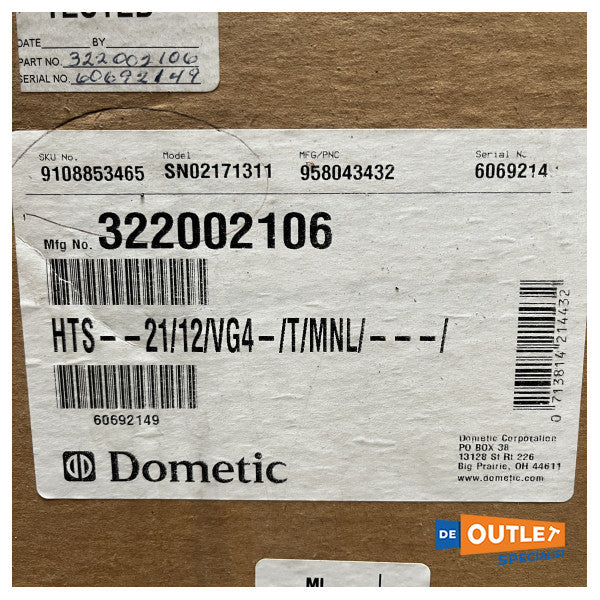 TESTED
DATE BY
PART NO. 322002106
SERIAL NO. 60692149
SKU No. Model MFG/PNC Serial N
9108853465 SN02171311 958043432 6069214
Mfg No. 322002106
HTS--21/12/VG4-/T/MNL/---/
60692149
0 713814 214432
Dometic
Dometic Corporation
PO BOX 38
13128 St Rt 226
Big Prairie, OH 44611
www.dometic.com
DE OUTLET
SPECIALIST